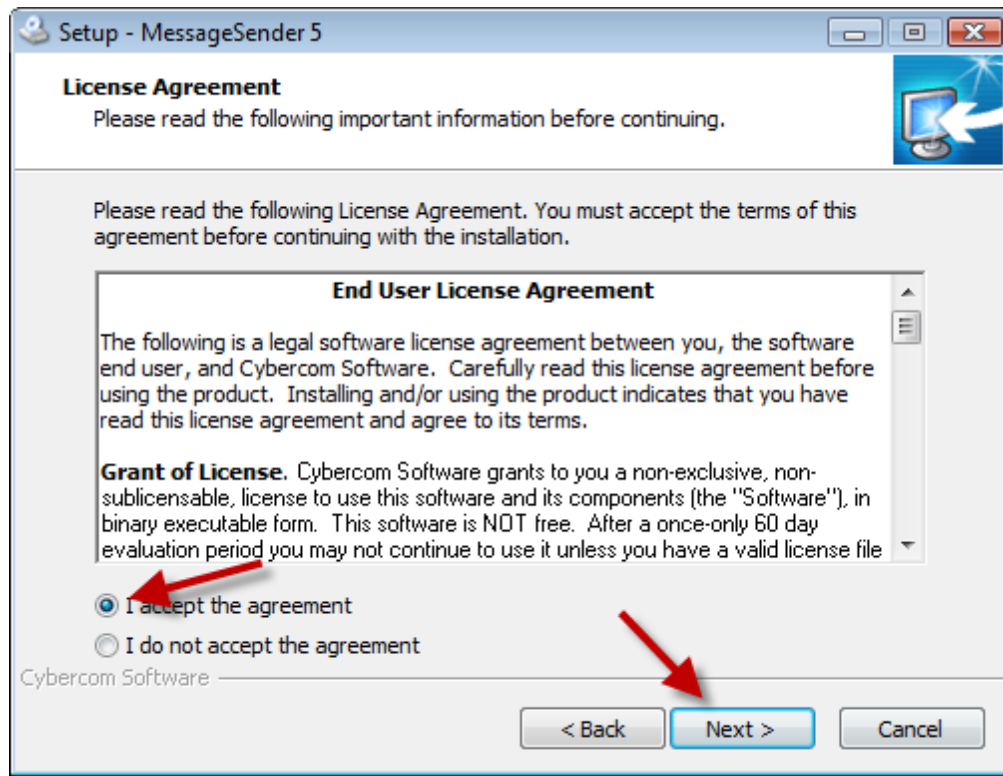 Setup - MessageSender 5
License Agreement
Please read the following important information before continuing.
Please read the following License Agreement. You must accept the terms of this
agreement before continuing with the installation.
End User License Agreement
The following is a legal software license agreement between you, the software
end user, and Cybercom Software.  Carefully read this license agreement before
using the product.  Installing and/or using the product indicates that you have
read this license agreement and agree to its terms.
Grant of License. Cybercom Software grants to you a non-exclusive, non-
sublicensable, license to use this software and its components (the "Software"), in
binary executable form.  This software is NOT free.  After a once-only 60 day
evaluation period you may not continue to use it unless you have a valid license file
I accept the agreement
I do not accept the agreement
Cybercom Software
< Back Next > Cancel